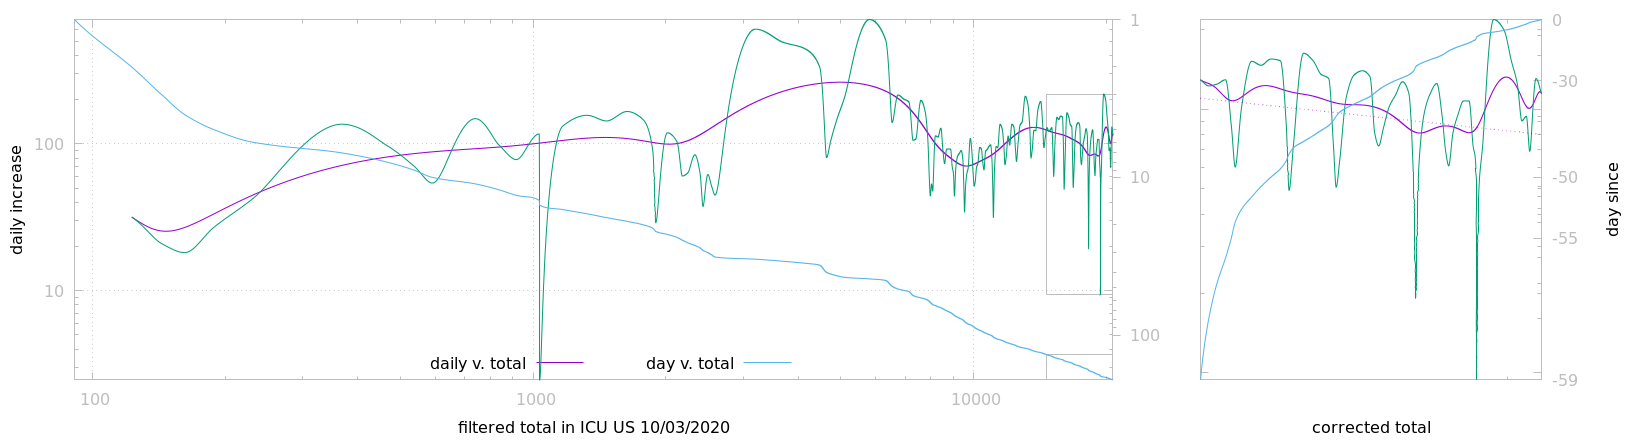 daily increase
100
10
daily v. total
day v. total
100
1000
10000
filtered total in ICU US 10/03/2020
1
10
100
0
-30
-50
-55
-59
day since
corrected total